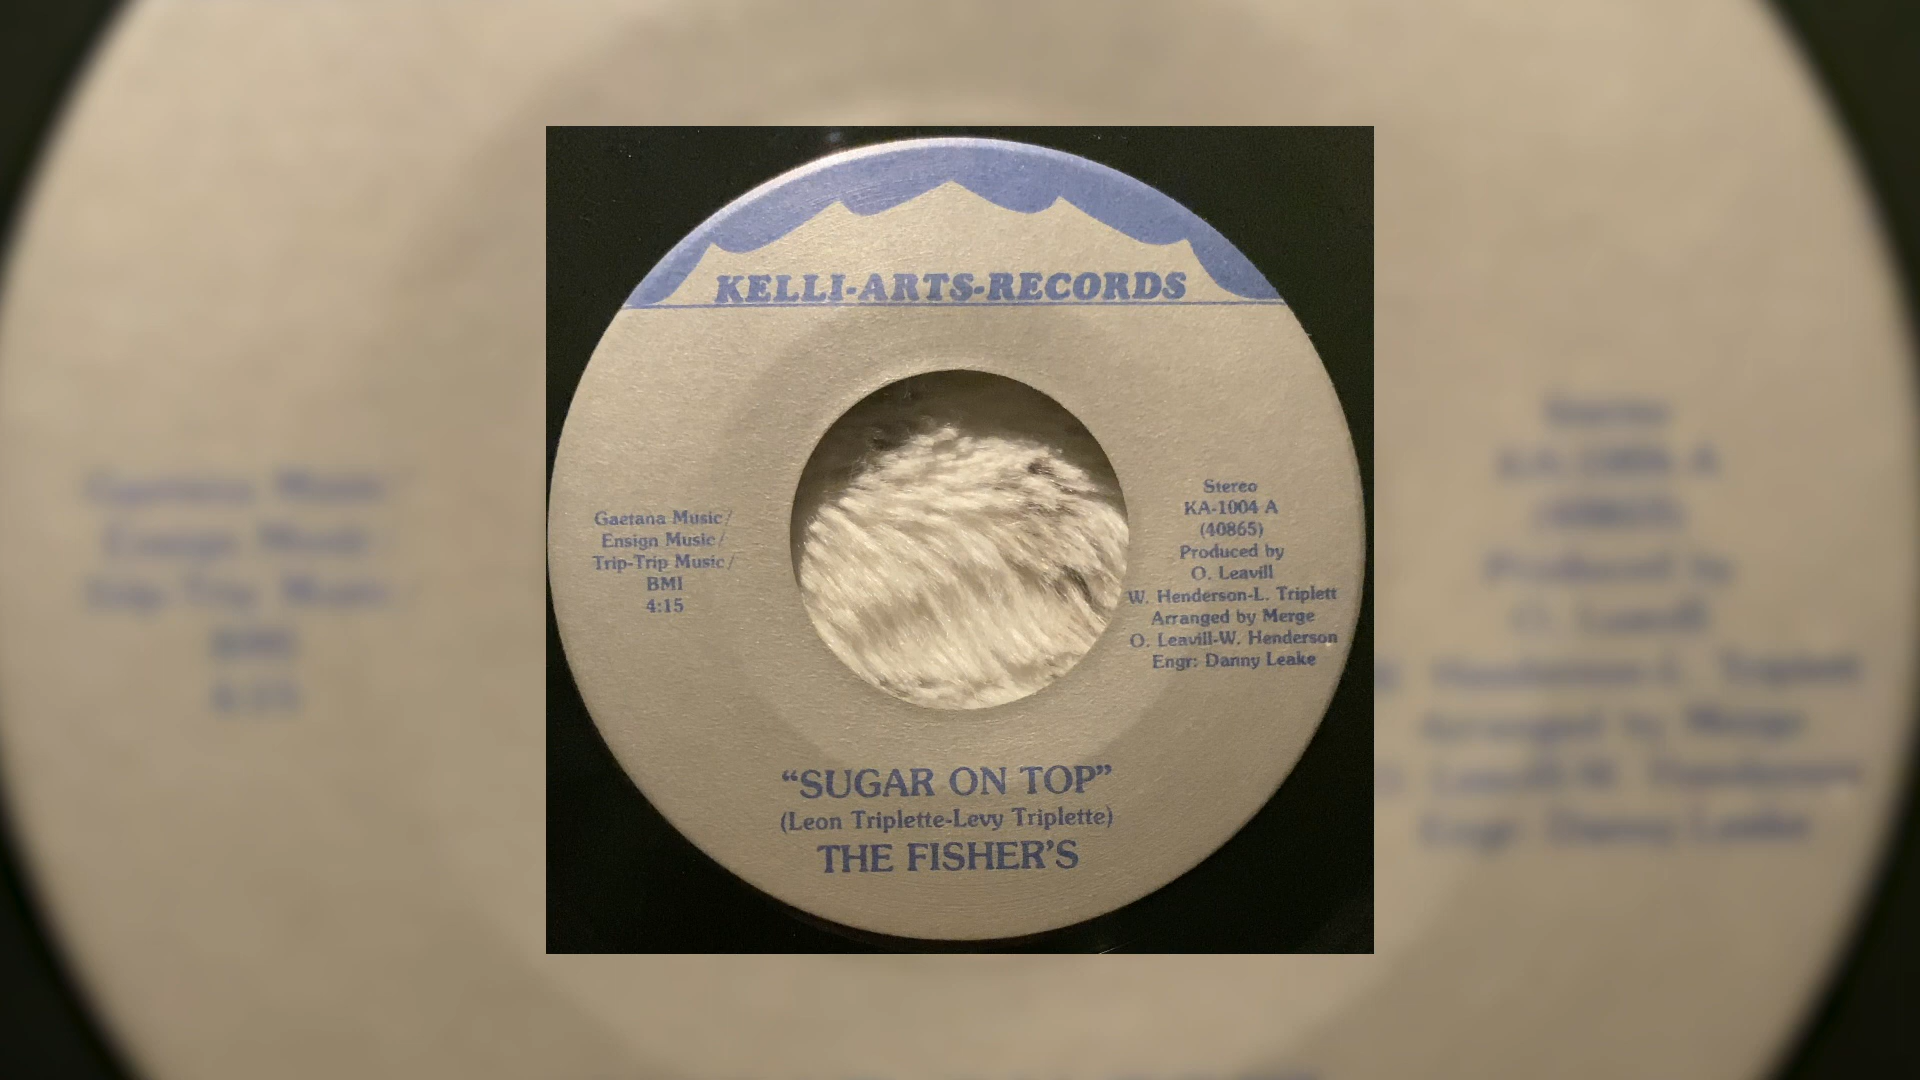 KELLI-ARTS-RECORDS
Gaetana Music/
Ensign Music/
Trip-Trip Music/
BMI
4:15
Stereo
KA-1004 A
(40865)
Produced by
O. Leavill
W. Henderson-L. Triplett
Arranged by Merge
O. Leavill-W. Henderson
Engr: Danny Leake
"SUGAR ON TOP"
(Leon Triplette-Levy Triplette)
THE FISHER'S